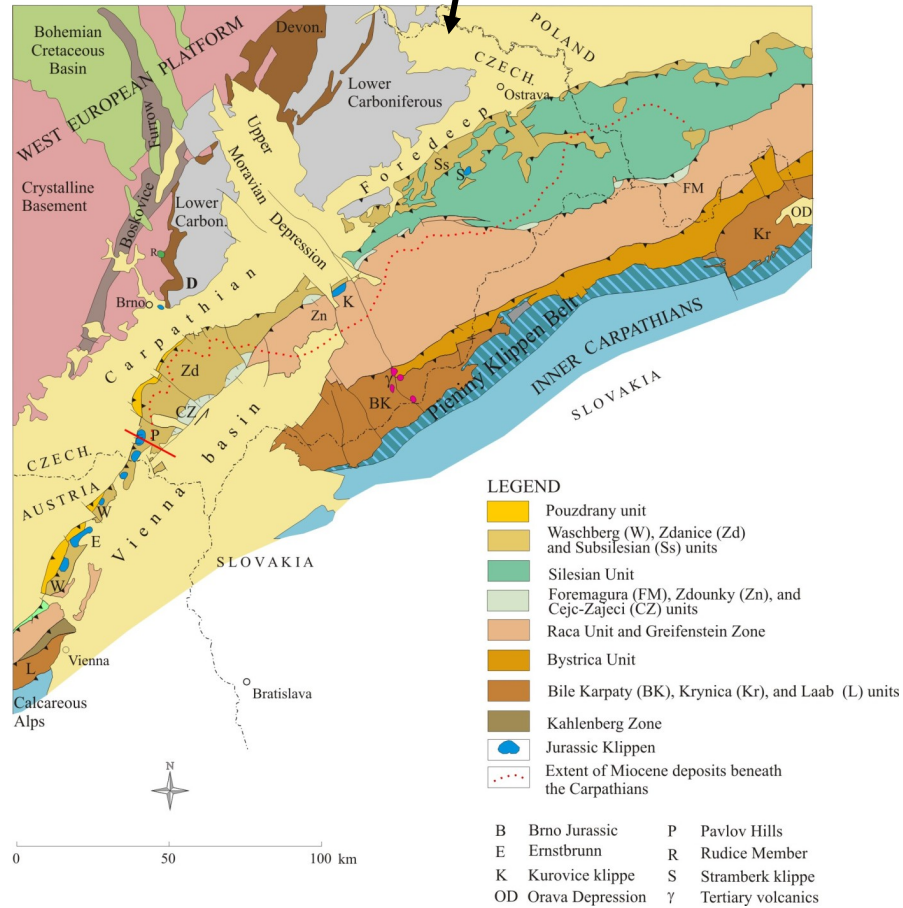 Bohemian
Cretaceous
Basin
Devon.
POLAND
CZECH.
Ostrava
WEST EUROPEAN PLATFORM
Lower
Carboniferous
Furrow
Boskovice
Upper
Moravian
Depression
Foredeep
Carpathian
Ss
S
Crystalline
Basement
Lower
Carbon.
FM
OD
Kr
R
D
Brno
K
Zn
Zd
CZ
γ
BK
Pieniny Klippen Belt
INNER CARPATHIANS
SLOVAKIA
P
Vienna basin
CZECH.
AUSTRIA
W
E
W
SLOVAKIA
L
Vienna
Bratislava
Calcareous
Alps
N
0 50 100 km
LEGEND
Pouzdrany unit
Waschberg (W), Zdanice (Zd)
and Subsilesian (Ss) units
Silesian Unit
Foremagura (FM), Zdounky (Zn), and
Cejc-Zajeci (CZ) units
Raca Unit and Greifenstein Zone
Bystrica Unit
Bile Karpaty (BK), Krynica (Kr), and Laab (L) units
Kahlenberg Zone
Jurassic Klippen
Extent of Miocene deposits beneath
the Carpathians
B Brno Jurassic P Pavlov Hills
E Ernstbrunn R Rudice Member
K Kurovice klippe S Stramberk klippe
OD Orava Depression γ Tertiary volcanics